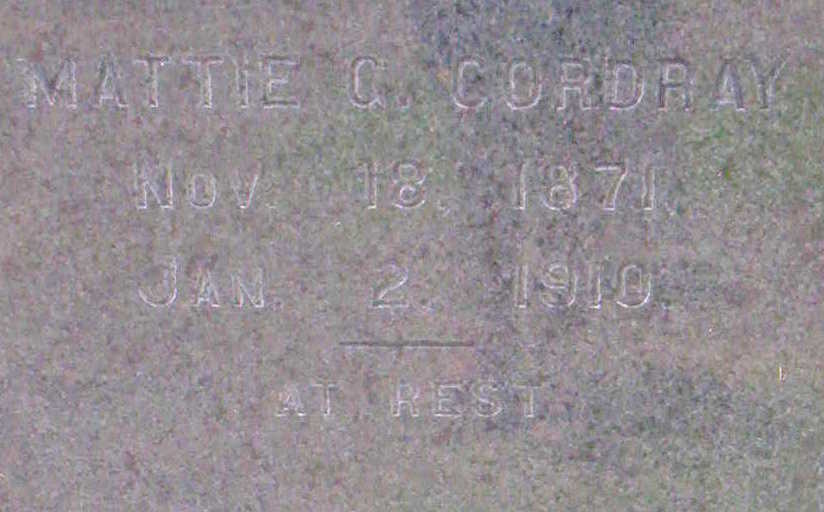 MATTIE G. CORDRAY
NOV. 18, 1871.
JAN. 2, 1910.
AT REST